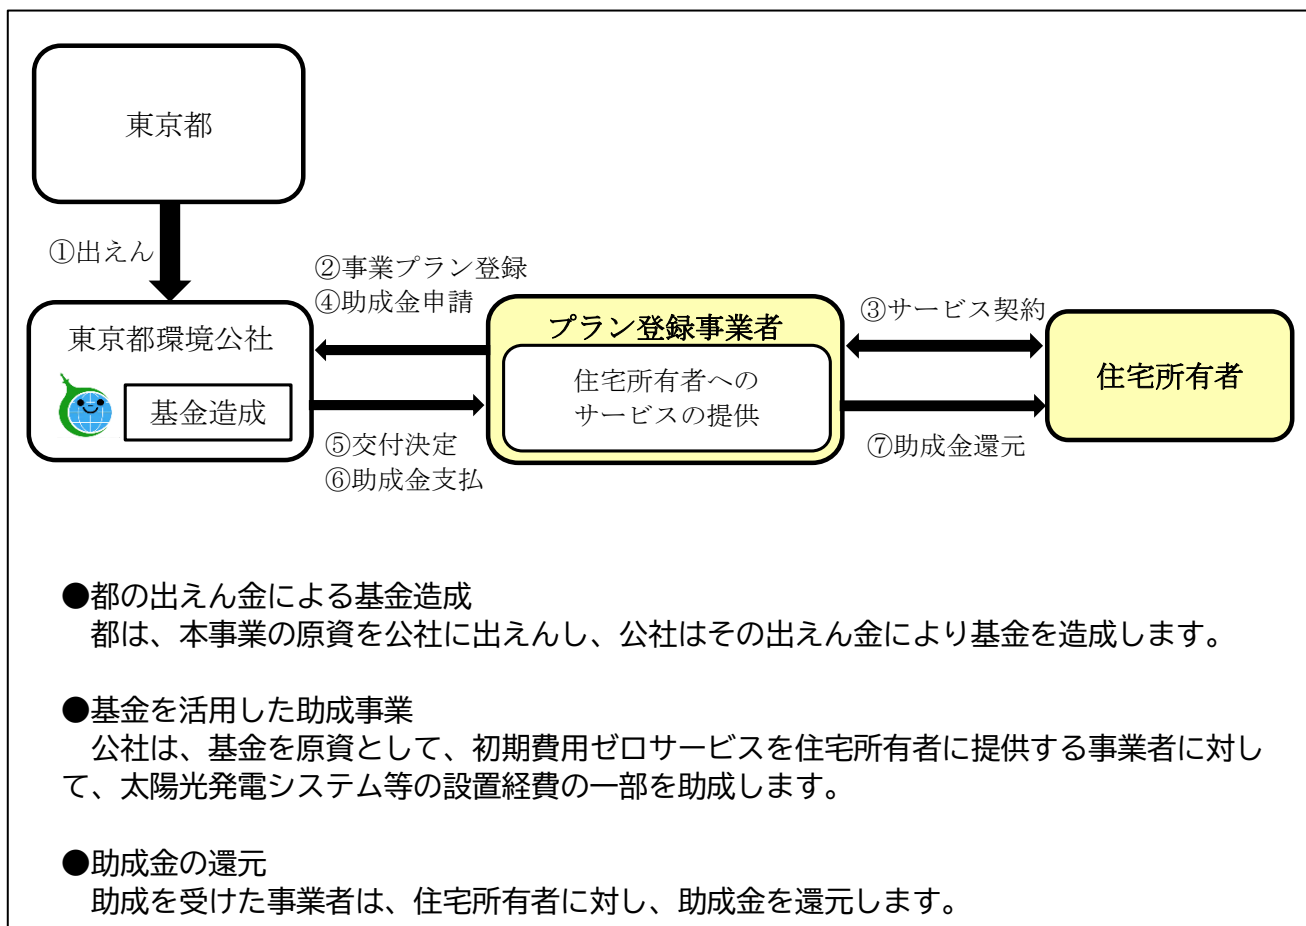 東京都
①出えん
②事業プラン登録
④助成金申請
東京都環境公社
基金造成
⑤交付決定
⑥助成金支払
プラン登録事業者
住宅所有者への
サービスの提供
③サービス契約
⑦助成金還元
住宅所有者
●都の出えん金による基金造成
都は、本事業の原資を公社に出えんし、公社はその出えん金により基金を造成します。
●基金を活用した助成事業
公社は、基金を原資として、初期費用ゼロサービスを住宅所有者に提供する事業者に対し
て、太陽光発電システム等の設置経費の一部を助成します。
●助成金の還元
助成を受けた事業者は、住宅所有者に対し、助成金を還元します。